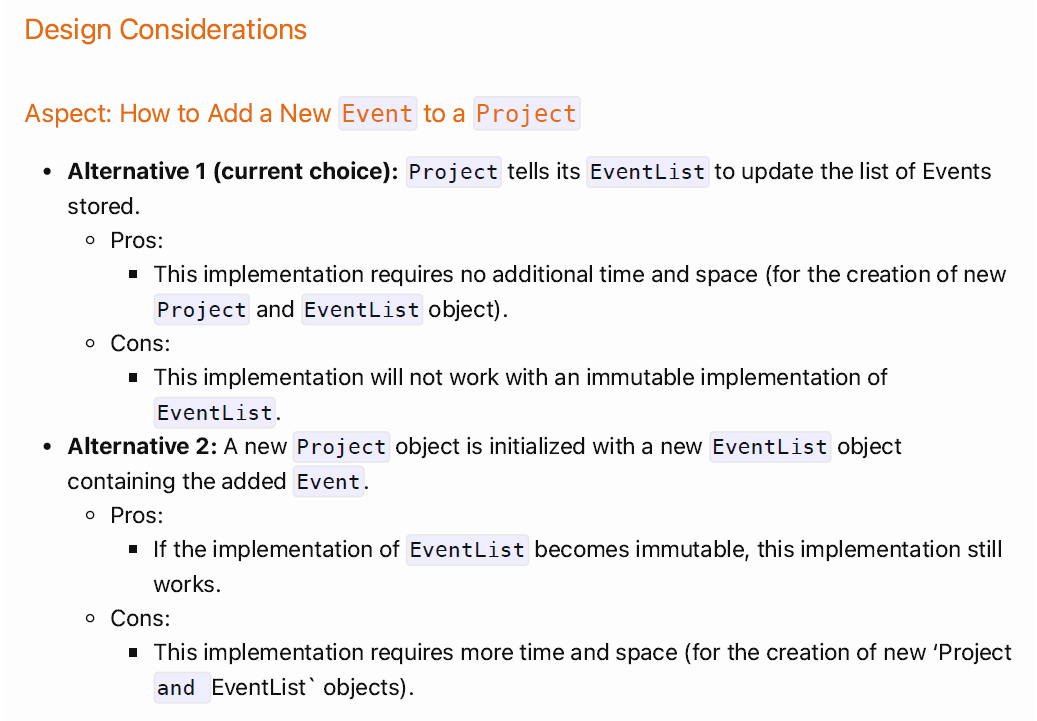 Design Considerations
Aspect: How to Add a New Event to a Project
• Alternative 1 (current choice): Project tells its EventList to update the list of Events
stored.
◦ Pros:
▪ This implementation requires no additional time and space (for the creation of new
Project and EventList object).
◦ Cons:
▪ This implementation will not work with an immutable implementation of
EventList.
• Alternative 2: A new Project object is initialized with a new EventList object
containing the added Event.
◦ Pros:
▪ If the implementation of EventList becomes immutable, this implementation still
works.
◦ Cons:
▪ This implementation requires more time and space (for the creation of new ‘Project
and EventList` objects).